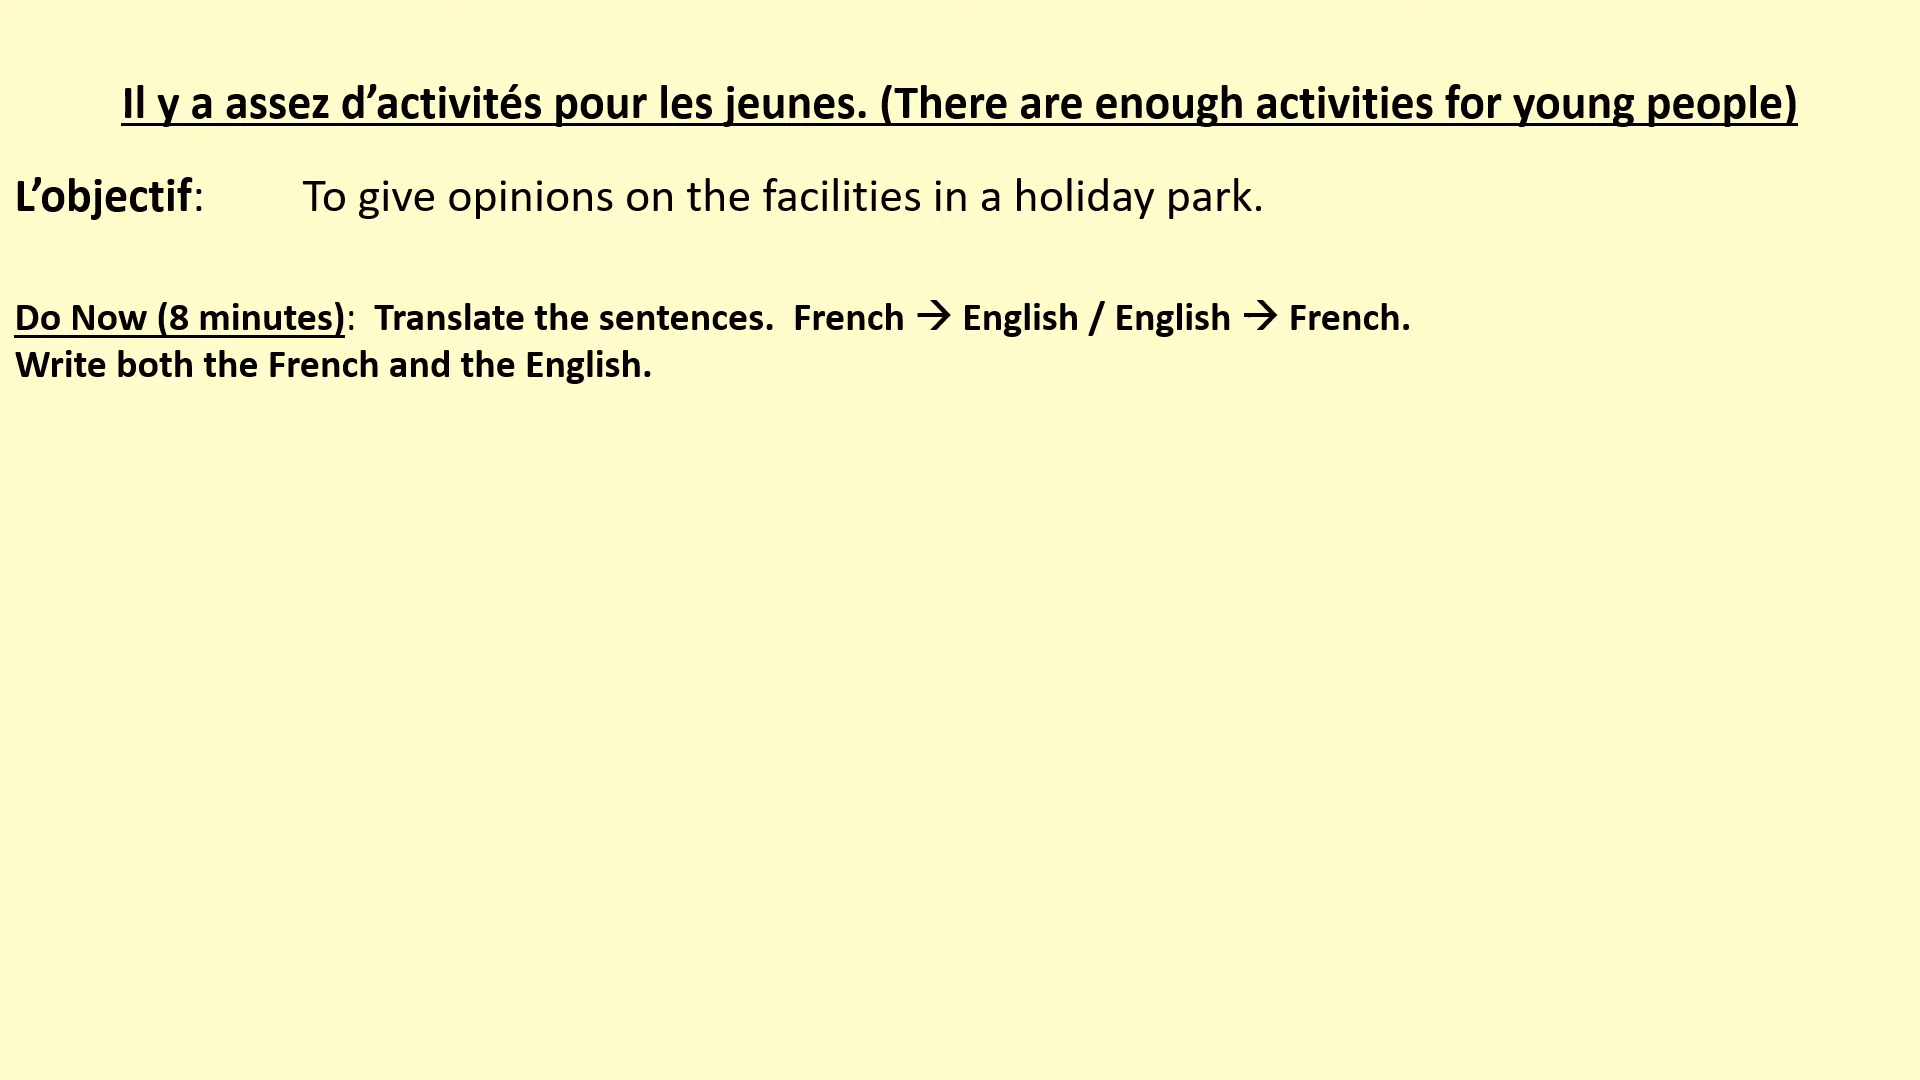 Il y a assez d’activités pour les jeunes. (There are enough activities for young people)
L’objectif: To give opinions on the facilities in a holiday park.
Do Now (8 minutes): Translate the sentences. French → English / English → French.
Write both the French and the English.